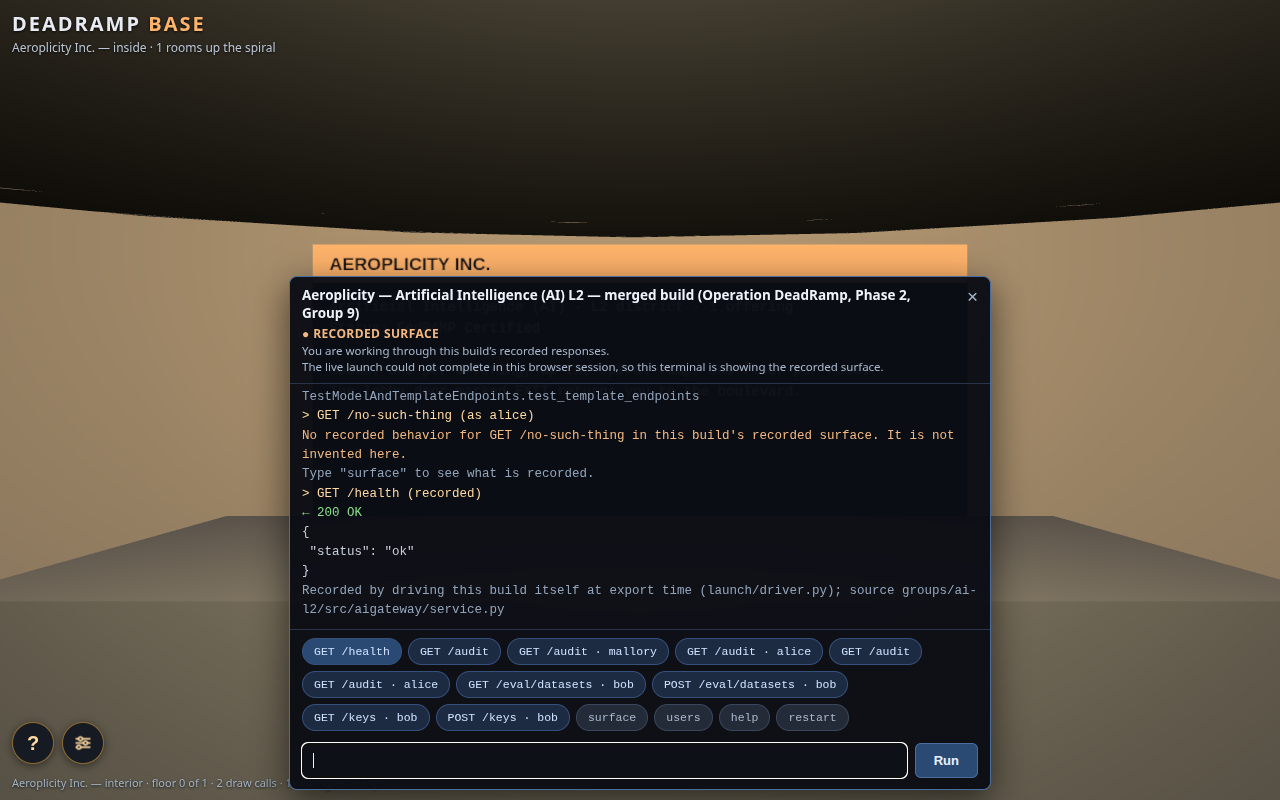 DEADRAMP BASE
Aeroplicity Inc. — inside · 1 rooms up the spiral
AEROPLICITY INC.
Aeroplicity — Artificial Intelligence (AI) L2 — merged build (Operation DeadRamp, Phase 2,
Group 9)
×
● RECORDED SURFACE
You are working through this build's recorded responses.
The live launch could not complete in this browser session, so this terminal is showing the recorded surface.
TestModelAndTemplateEndpoints.test_template_endpoints
> GET /no-such-thing (as alice)
No recorded behavior for GET /no-such-thing in this build's recorded surface. It is not
invented here.
Type "surface" to see what is recorded.
> GET /health (recorded)
← 200 OK
{
"status": "ok"
}
Recorded by driving this build itself at export time (launch/driver.py); source groups/ai-
l2/src/aigateway/service.py
GET /health GET /audit GET /audit · mallory GET /audit · alice GET /audit
GET /audit · alice GET /eval/datasets · bob POST /eval/datasets · bob
GET /keys · bob POST /keys · bob surface users help restart
Run
?
Aeroplicity Inc. — interior · floor 0 of 1 · 2 draw calls ·